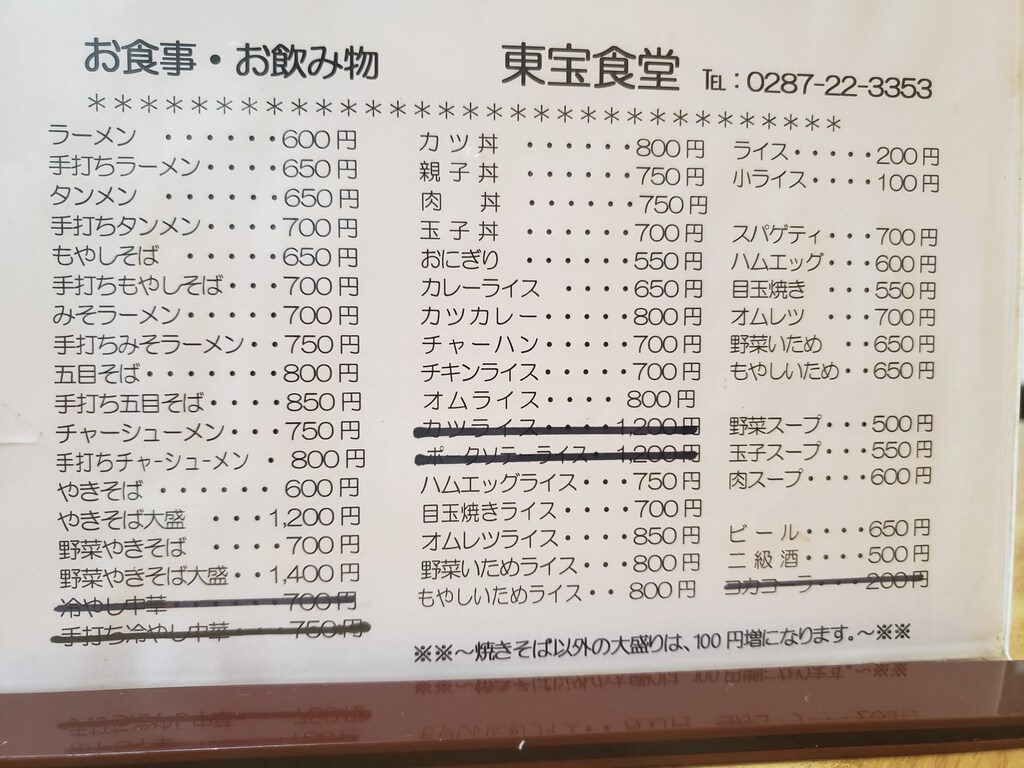 お食事・お飲み物
東宝食堂 TEL：0287-22-3353
＊＊＊＊＊＊＊＊＊＊＊＊＊＊＊＊＊＊＊＊＊＊＊＊＊＊＊＊＊
ラーメン ・・・・・・600円
手打ちラーメン・・・・650円
タンメン ・・・・・・650円
手打ちタンメン・・・・700円
もやしそば ・・・・・650円
手打ちもやしそば・・・700円
みそラーメン・・・・・700円
手打ちみそラーメン・・750円
五目そば・・・・・・・800円
手打ち五目そば・・・・850円
チャーシューメン・・・750円
手打ちチャーシューメン ・ 800円
やきそば ・・・・・・600円
やきそば大盛 ・・・1,200円
野菜やきそば ・・・・700円
野菜やきそば大盛・・1,400円
冷やし中華・・・・・・・700円
手打ち冷やし中華・・・750円
カツ丼 ・・・・・・800円
親子丼 ・・・・・・750円
肉 丼 ・・・・・・750円
玉子丼 ・・・・・・700円
おにぎり ・・・・・・550円
カレーライス ・・・・650円
カツカレー・・・・・800円
チャーハン・・・・・700円
チキンライス・・・・700円
オムライス・・・・ 800円
カツライス・・・・1,200円
ポークソテーライス・1,200円
ハムエッグライス・・・750円
目玉焼きライス・・・・700円
オムレツライス・・・・850円
野菜いためライス・・・800円
もやしいためライス・・ 800円
ライス・・・・・200円
小ライス・・・・100円
スパゲティ・・・700円
ハムエッグ・・・600円
目玉焼き ・・・550円
オムレツ ・・・700円
野菜いため ・・650円
もやしいため・・650円
野菜スープ・・・500円
玉子スープ・・・550円
肉スープ・・・・600円
ビール・・・・650円
二級酒・・・・500円
コカコーラ・・・200円
※※～焼きそば以外の大盛りは、100円増になります。～※※